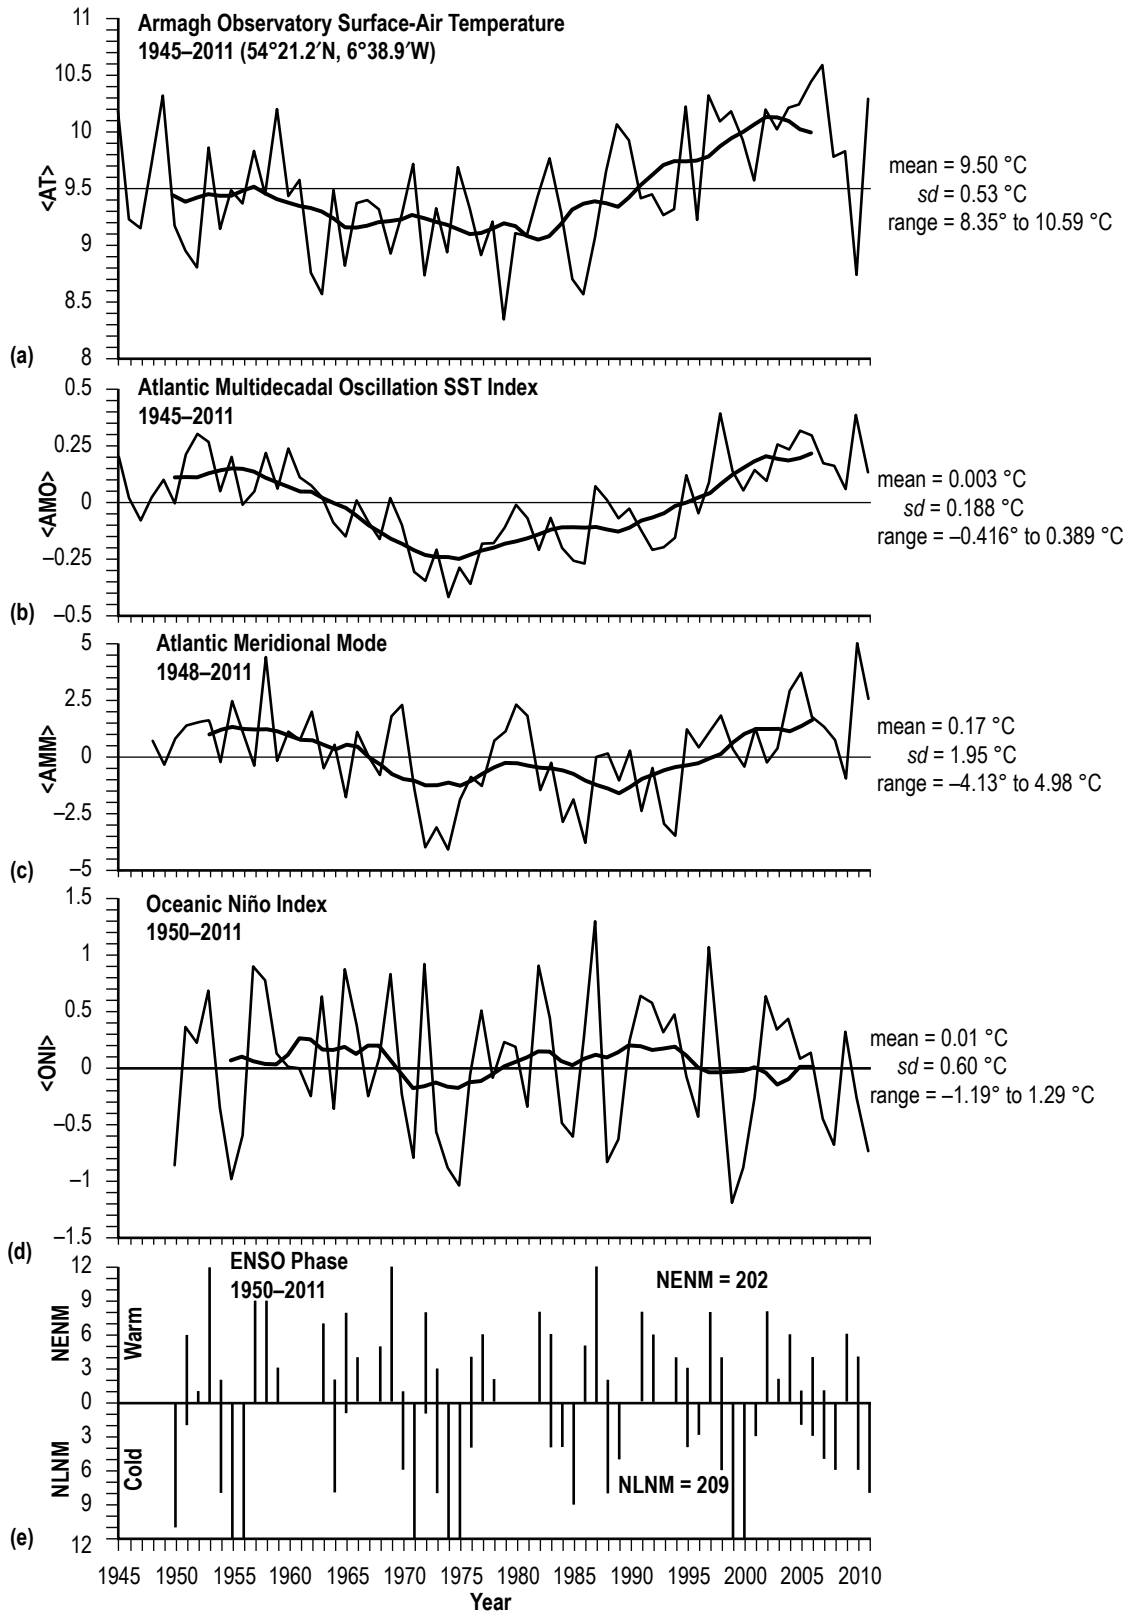 Armagh Observatory Surface-Air Temperature
1945–2011 (54°21.2′N, 6°38.9′W)
11
10.5
10
9.5
9
8.5
8
<AT>
(a)
mean = 9.50 °C
sd = 0.53 °C
range = 8.35° to 10.59 °C
Atlantic Multidecadal Oscillation SST Index
1945–2011
0.5
0.25
0
–0.25
–0.5
<AMO>
(b)
mean = 0.003 °C
sd = 0.188 °C
range = –0.416° to 0.389 °C
Atlantic Meridional Mode
1948–2011
5
2.5
0
–2.5
–5
<AMM>
(c)
mean = 0.17 °C
sd = 1.95 °C
range = –4.13° to 4.98 °C
Oceanic Niño Index
1950–2011
1.5
1
0.5
0
–0.5
–1
–1.5
<ONI>
(d)
mean = 0.01 °C
sd = 0.60 °C
range = –1.19° to 1.29 °C
ENSO Phase
1950–2011
NENM = 202
NLNM = 209
12
9
6
3
0
3
6
9
12
NENM
Warm
NLNM
Cold
(e)
1945 1950 1955 1960 1965 1970 1975 1980 1985 1990 1995 2000 2005 2010
Year